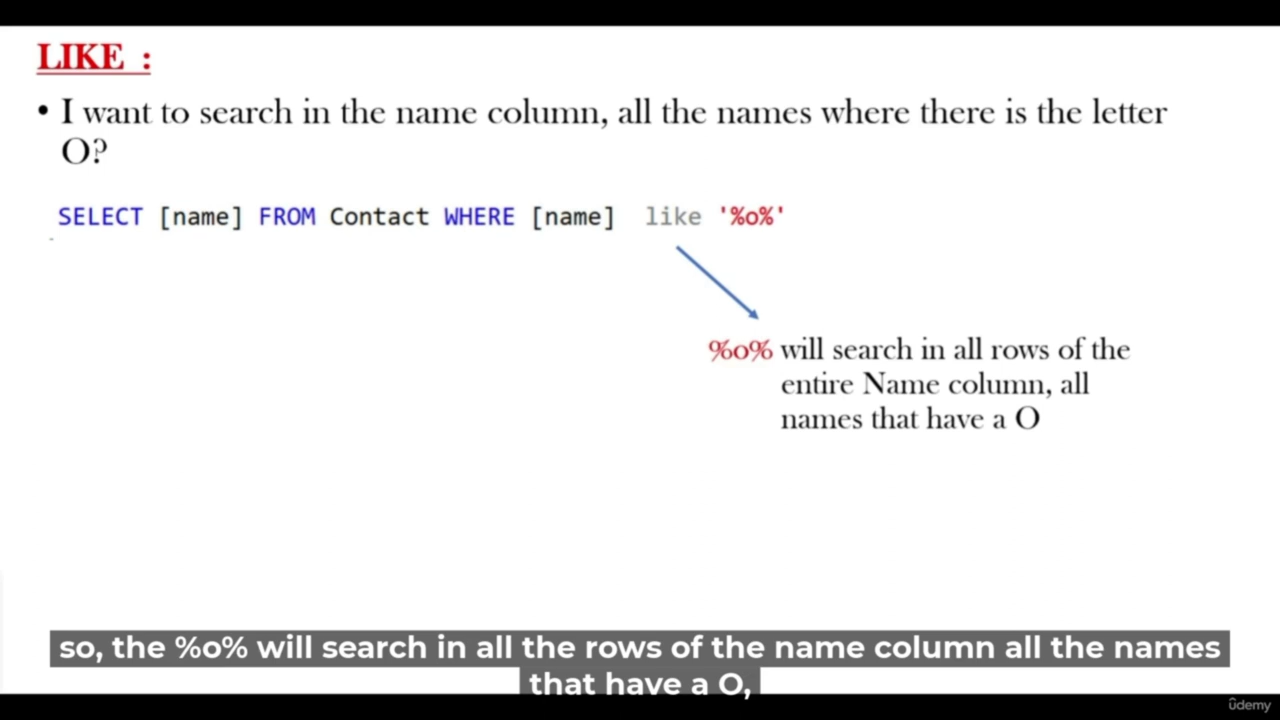 LIKE :
• I want to search in the name column, all the names where there is the letter
O?
SELECT [name] FROM Contact WHERE [name] like '%o%'
%o% will search in all rows of the
entire Name column, all
names that have a O
so, the %o% will search in all the rows of the name column all the names
that have a O,
ûdemy